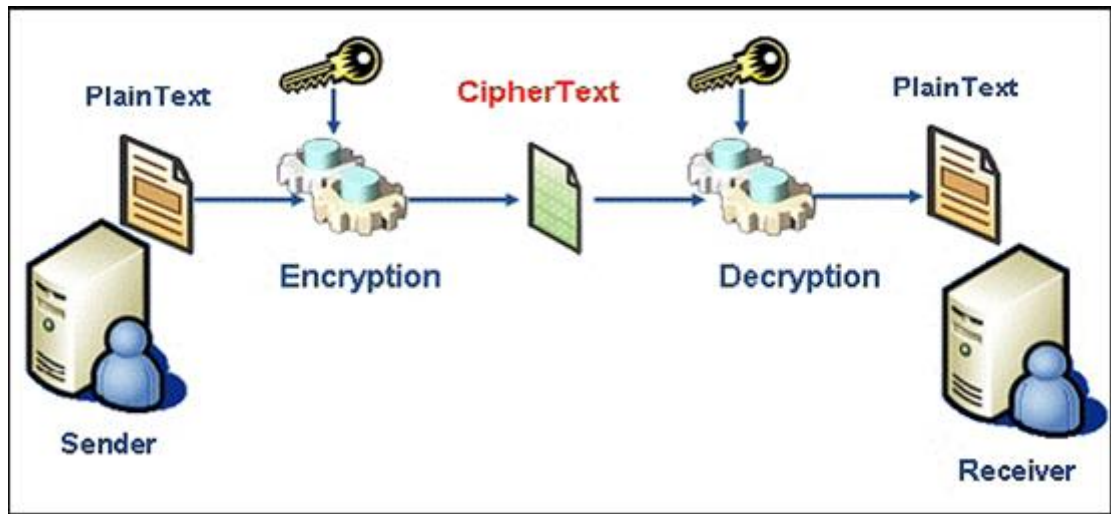 PlainText
CipherText
PlainText
Encryption
Decryption
Sender
Receiver